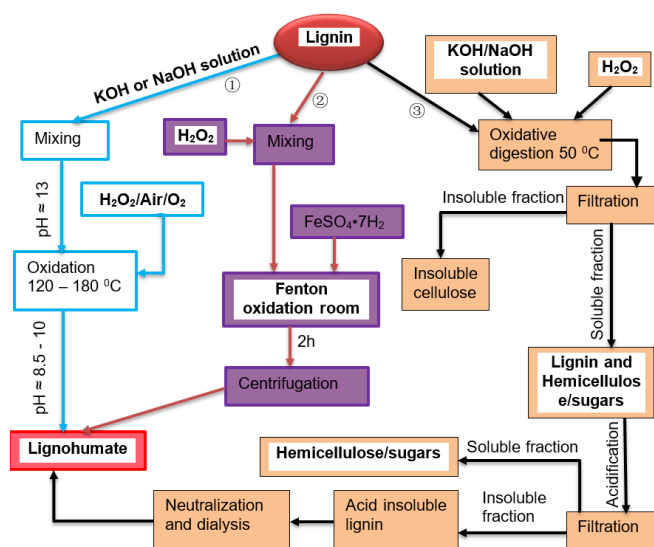 Lignin
KOH or NaOH solution
①
②
③
KOH/NaOH
solution
H₂O₂
Mixing
H₂O₂
Mixing
Oxidative
digestion 50 ⁰C
pH ≈ 13
H₂O₂/Air/O₂
FeSO₄•7H₂
Insoluble
fraction
Filtration
Oxidation
120 – 180 ⁰C
Fenton
oxidation room
Insoluble
cellulose
Soluble fraction
2h
pH ≈ 8.5 - 10
Centrifugation
Lignin and
Hemicellulos
e/sugars
Lignohumate
Hemicellulose/sugars
Soluble fraction
Acidification
Neutralization
and dialysis
Acid insoluble
lignin
Insoluble
fraction
Filtration